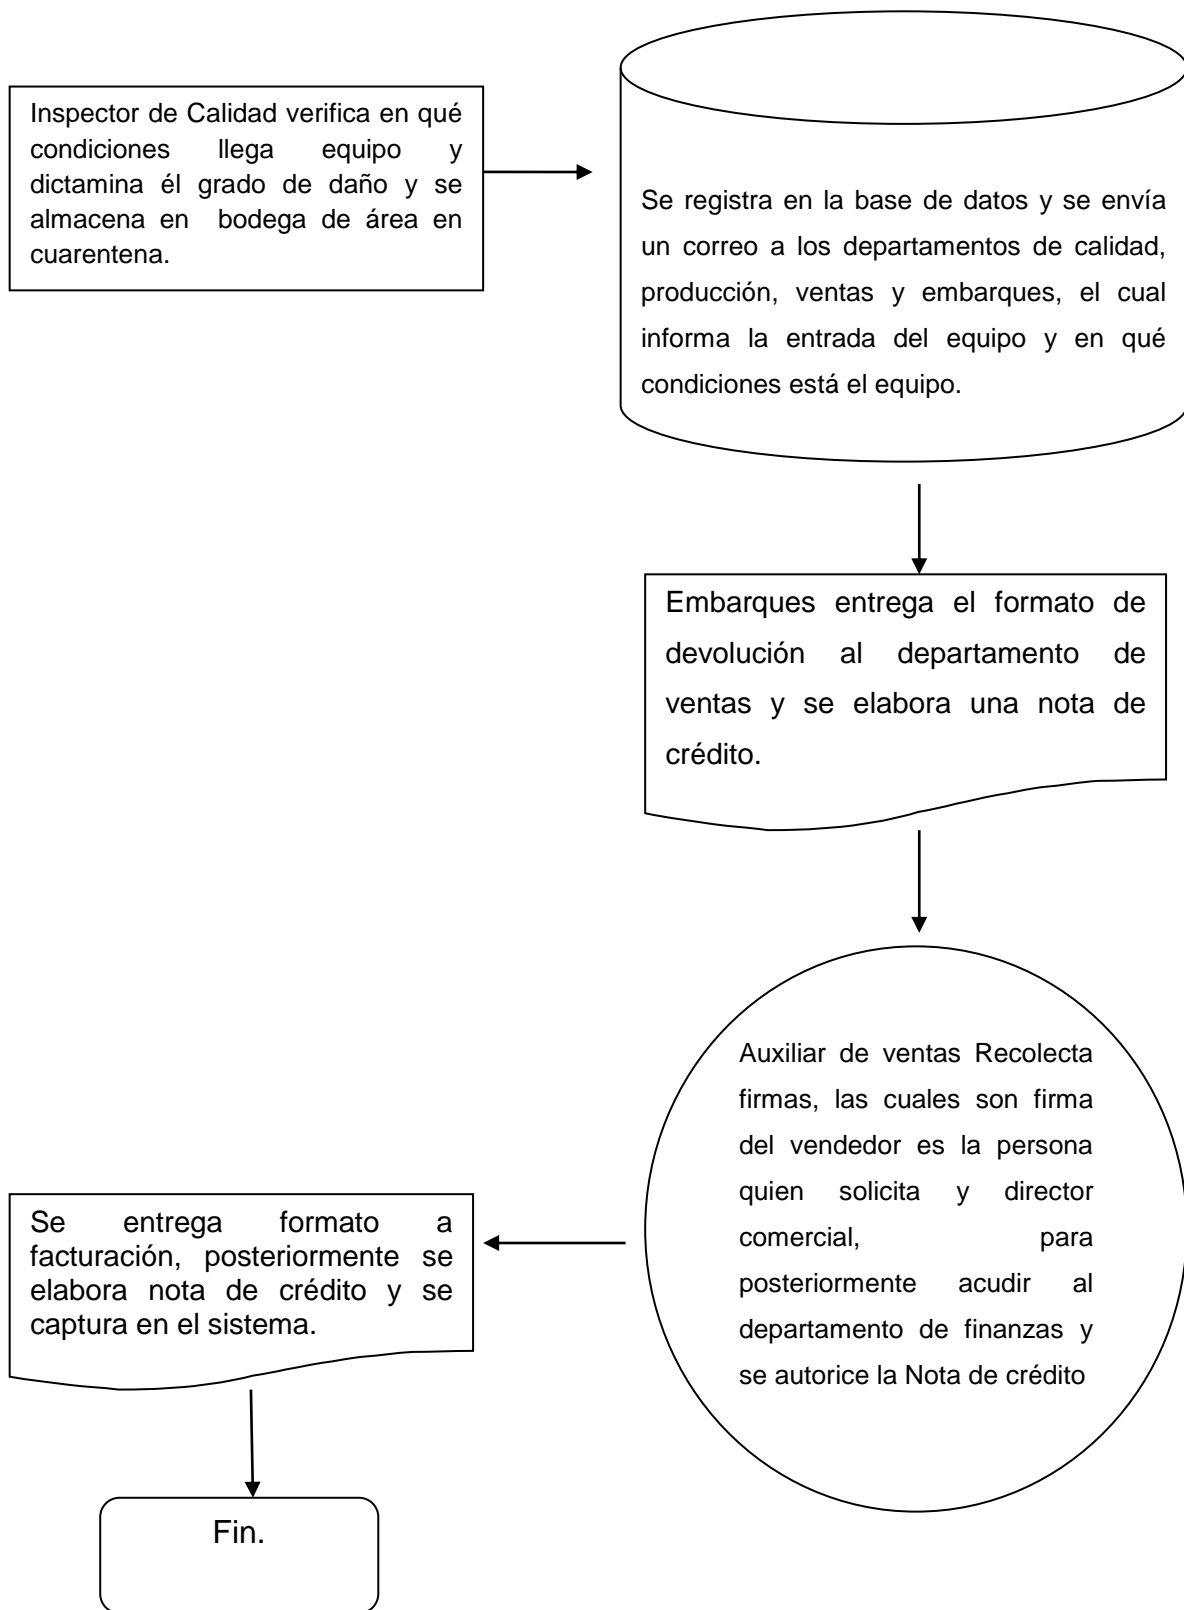 Inspector de Calidad verifica en qué
condiciones llega equipo y
dictamina él grado de daño y se
almacena en bodega de área en
cuarentena.
Se registra en la base de datos y se envía
un correo a los departamentos de calidad,
producción, ventas y embarques, el cual
informa la entrada del equipo y en qué
condiciones está el equipo.
Embarques entrega el formato de
devolución al departamento de
ventas y se elabora una nota de
crédito.
Auxiliar de ventas Recolecta
firmas, las cuales son firma
del vendedor es la persona
quien solicita y director
comercial, para
posteriormente acudir al
departamento de finanzas y
se autorice la Nota de crédito
Se entrega formato a
facturación, posteriormente se
elabora nota de crédito y se
captura en el sistema.
Fin.